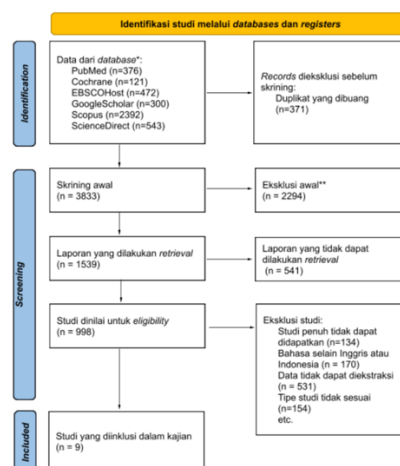 Identifikasi studi melalui databases dan registers
Identification
Data dari database*:
PubMed (n=376)
Cochrane (n=121)
EBSCOHost (n=472)
GoogleScholar (n=300)
Scopus (n=2392)
ScienceDirect (n=543)
Records dieksklusi sebelum
skrining:
Duplikat yang dibuang
(n=371)
Screening
Skrining awal
(n = 3833)
Eksklusi awal**
(n = 2294)
Laporan yang dilakukan retrieval
(n = 1539)
Laporan yang tidak dapat
dilakukan retrieval
(n = 541)
Studi dinilai untuk eligibility
(n = 998)
Eksklusi studi:
Studi penuh tidak dapat
didapatkan (n=134)
Bahasa selain Inggris atau
Indonesia (n = 170)
Data tidak dapat diekstraksi
(n = 531)
Tipe studi tidak sesuai
(n=154)
etc.
Included
Studi yang diinklusi dalam kajian
(n = 9)